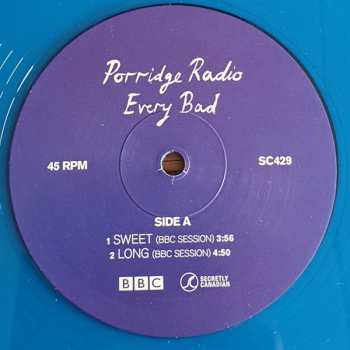 Porridge Radio
Every Bad
45 RPM
SC429
SIDE A
1 SWEET (BBC SESSION) 3:56
2 LONG (BBC SESSION) 4:50
BBC
SECRETLY
CANADIAN